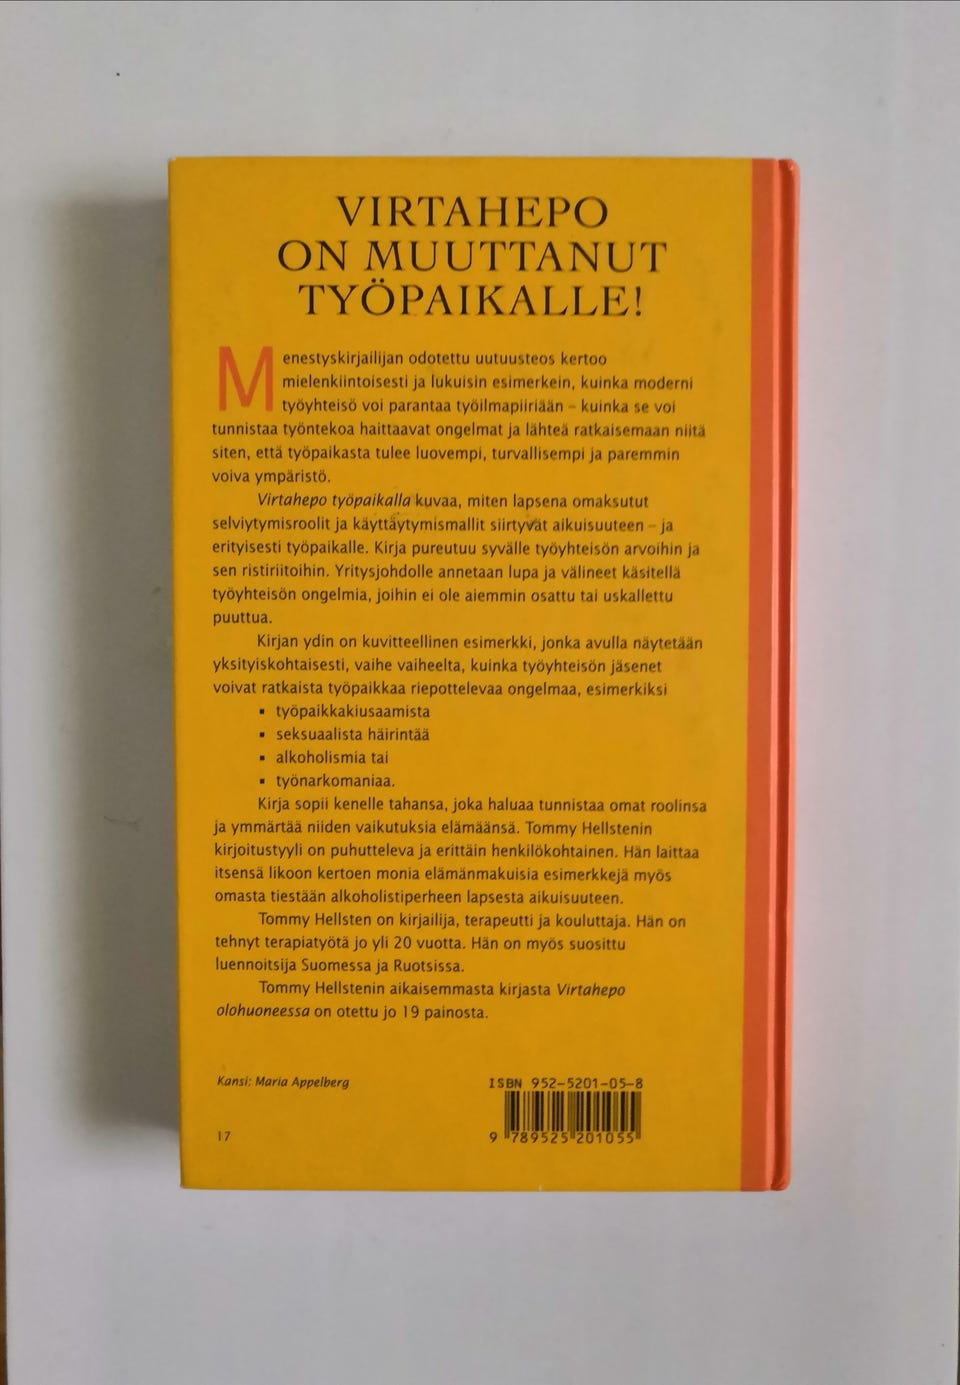 VIRTAHEPO
ON MUUTTANUT
TYÖPAIKALLE!
Menestyskirjailijan odotettu uutuusteos kertoo
mielenkiintoisesti ja lukuisin esimerkein, kuinka moderni
työyhteisö voi parantaa työilmapiiriään – kuinka se voi
tunnistaa työntekoa haittaavat ongelmat ja lähteä ratkaisemaan niitä
siten, että työpaikasta tulee luovempi, turvallisempi ja paremmin
voiva ympäristö.
Virtahepo työpaikalla kuvaa, miten lapsena omaksutut
selviytymisroolit ja käyttäytymismallit siirtyvät aikuisuuteen – ja
erityisesti työpaikalle. Kirja pureutuu syvälle työyhteisön arvoihin ja
sen ristiriitoihin. Yritysjohdolle annetaan lupa ja välineet käsitellä
työyhteisön ongelmia, joihin ei ole aiemmin osattu tai uskallettu
puuttua.
Kirjan ydin on kuvitteellinen esimerkki, jonka avulla näytetään
yksityiskohtaisesti, vaihe vaiheelta, kuinka työyhteisön jäsenet
voivat ratkaista työpaikkaa riepottelevaa ongelmaa, esimerkiksi
▪ työpaikkakiusaamista
▪ seksuaalista häirintää
▪ alkoholismia tai
▪ työnarkomaniaa.
Kirja sopii kenelle tahansa, joka haluaa tunnistaa omat roolinsa
ja ymmärtää niiden vaikutuksia elämäänsä. Tommy Hellstenin
kirjoitustyyli on puhutteleva ja erittäin henkilökohtainen. Hän laittaa
itsensä likoon kertoen monia elämänmakuisia esimerkkejä myös
omasta tiestään alkoholistiperheen lapsesta aikuisuuteen.
Tommy Hellsten on kirjailija, terapeutti ja kouluttaja. Hän on
tehnyt terapiatyötä jo yli 20 vuotta. Hän on myös suosittu
luennoitsija Suomessa ja Ruotsissa.
Tommy Hellstenin aikaisemmasta kirjasta Virtahepo
olohuoneessa on otettu jo 19 painosta.
Kansi: Maria Appelberg
ISBN 952-5201-05-8
17
9 789525 201055